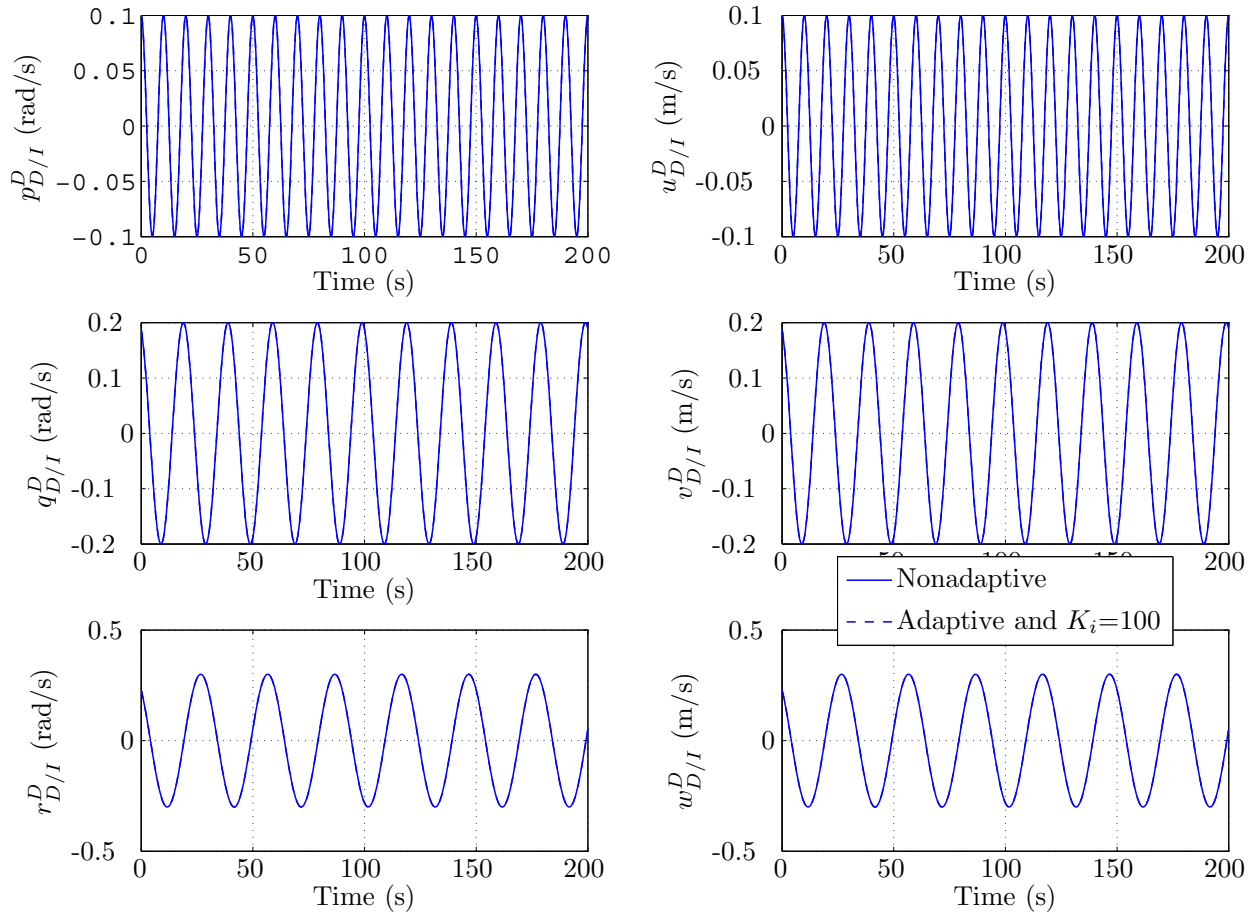 0.1
0.05
0
-0.05
-0.1
0 50 100 150 200
Time (s)
p^D_{D/I} (rad/s)
0.1
0.05
0
-0.05
-0.1
0 50 100 150 200
Time (s)
u^D_{D/I} (m/s)
0.2
0.1
0
-0.1
-0.2
0 50 100 150 200
Time (s)
q^D_{D/I} (rad/s)
0.2
0.1
0
-0.1
-0.2
0 50 100 150 200
v^D_{D/I} (m/s)
Nonadaptive
Adaptive and K_i=100
0.5
0
-0.5
0 50 100 150 200
Time (s)
r^D_{D/I} (rad/s)
0.5
0
-0.5
0 50 100 150 200
Time (s)
w^D_{D/I} (m/s)